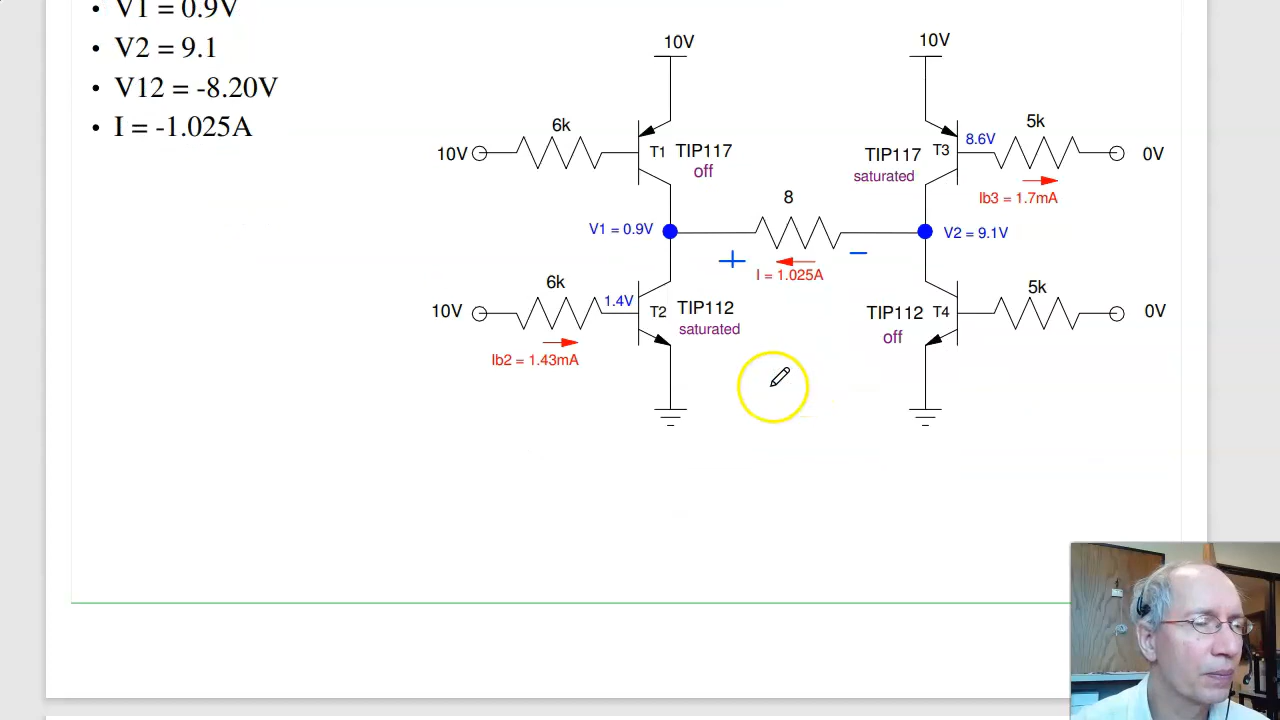 • V1 = 0.9V
• V2 = 9.1
• V12 = -8.20V
• I = -1.025A
10V
10V
6k
5k
10V
T1
TIP117
off
TIP117
saturated
T3
8.6V
0V
Ib3 = 1.7mA
8
V1 = 0.9V
V2 = 9.1V
+
−
I = 1.025A
6k
5k
10V
1.4V
T2
TIP112
saturated
TIP112
off
T4
0V
Ib2 = 1.43mA